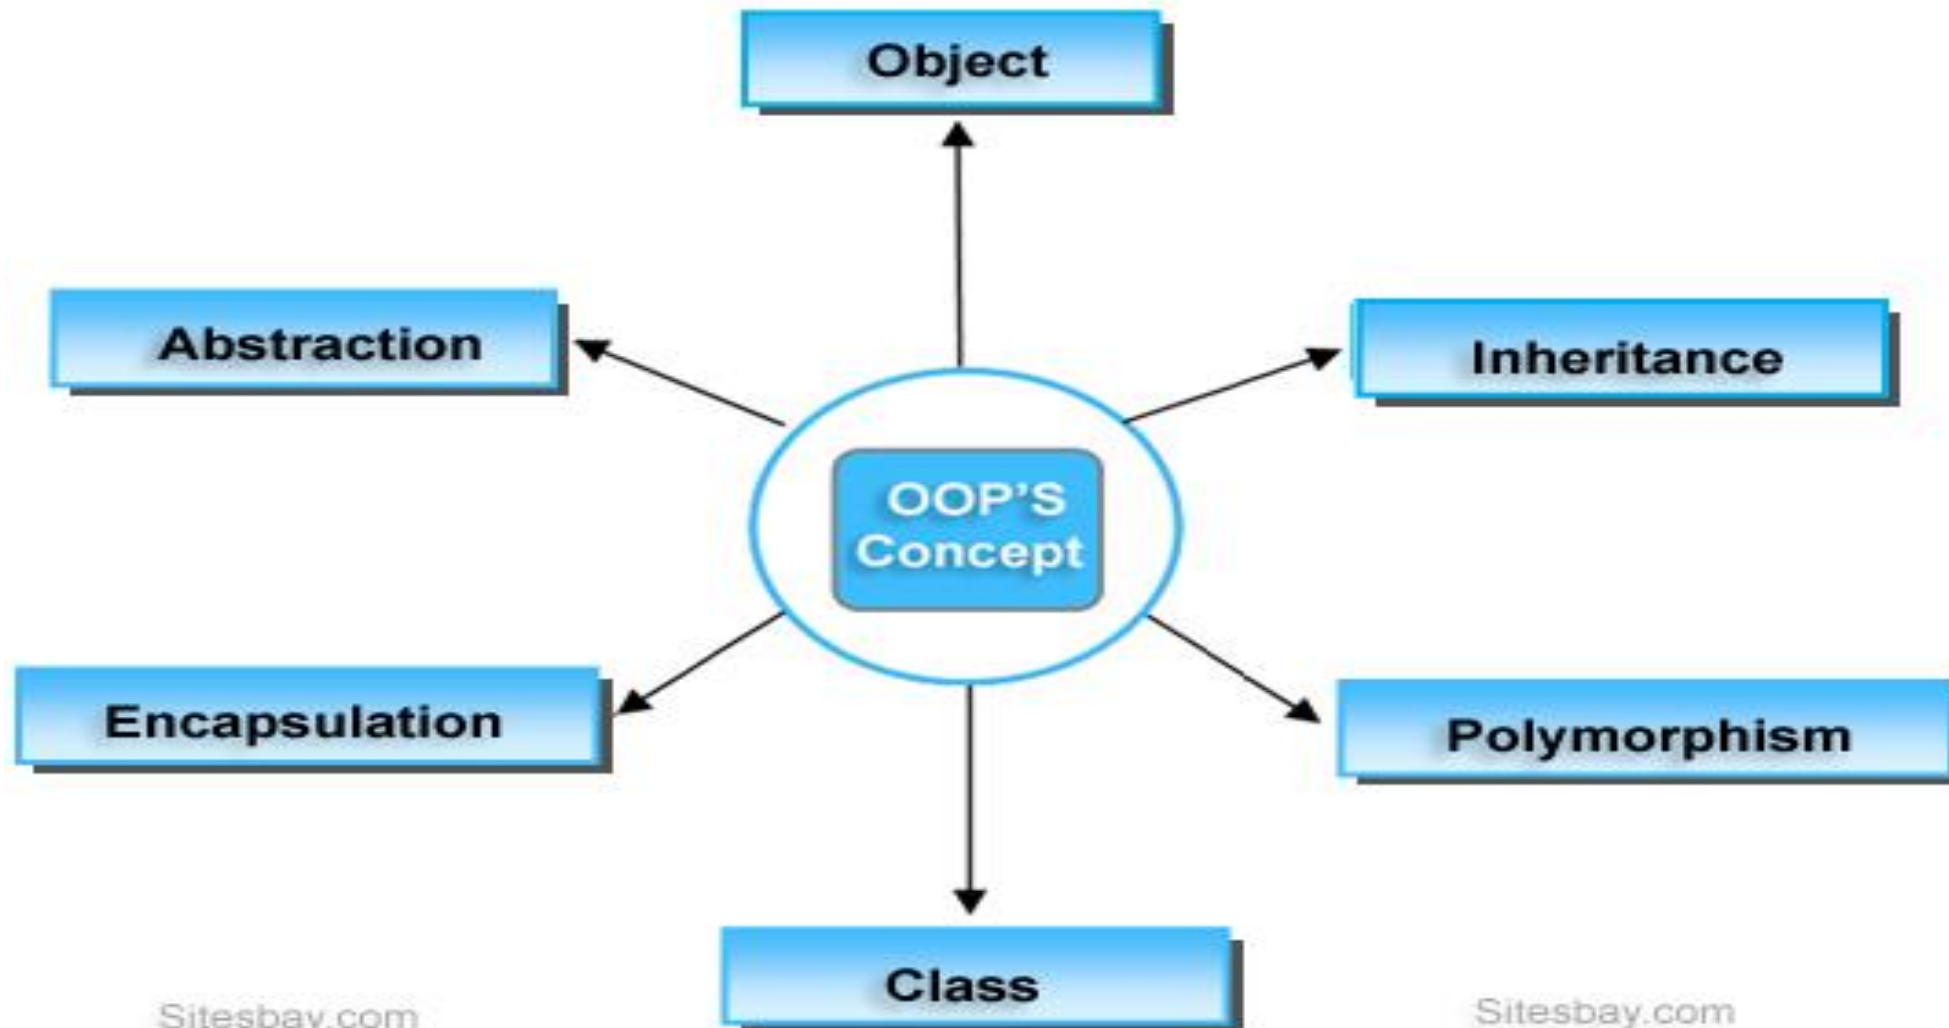 Object
Abstraction
Inheritance
OOP'S
Concept
Encapsulation
Polymorphism
Class
Sitesbay.com
Sitesbay.com